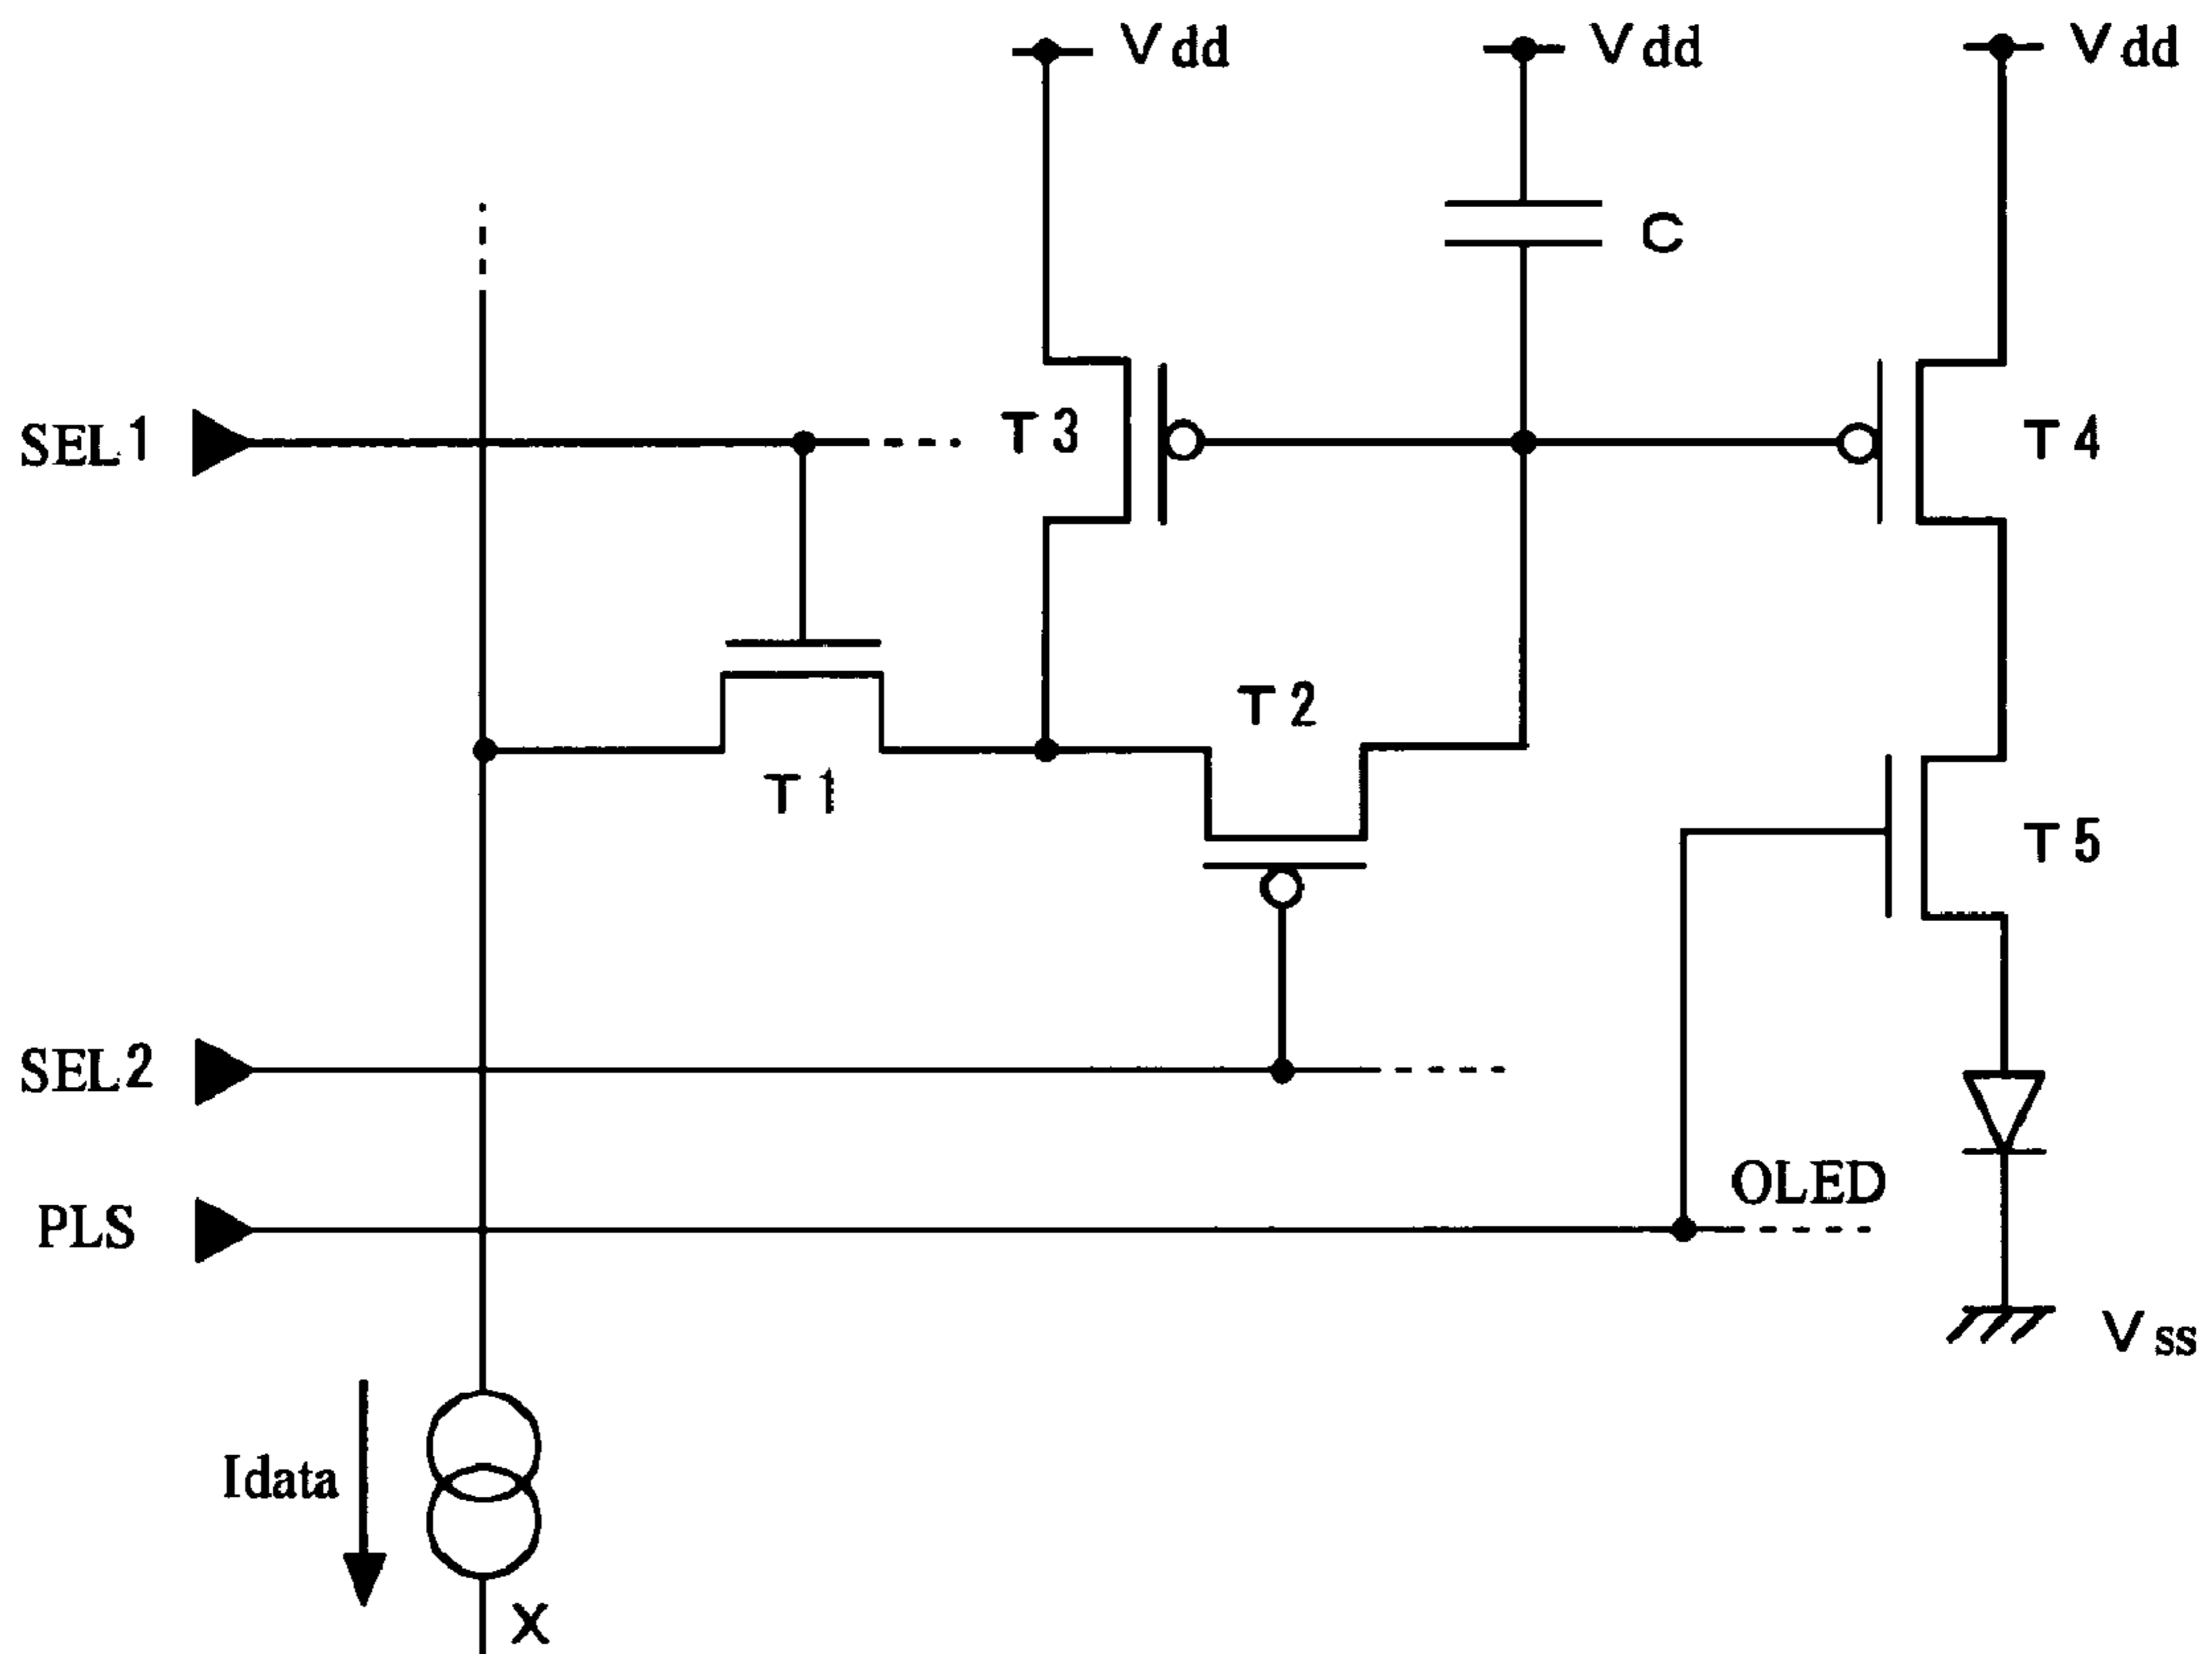 Vdd
Vdd
Vdd
C
SEL1
T3
T4
T2
T1
T5
SEL2
OLED
PLS
Vss
Idata
X